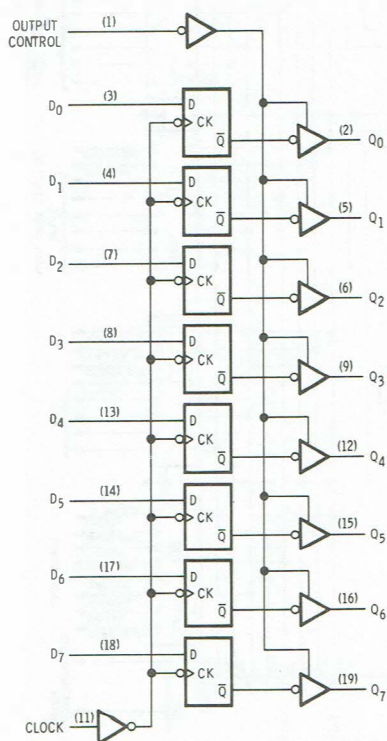 OUTPUT CONTROL (1)
D0 (3) D CK Q̅ (2) Q0
D1 (4) D CK Q̅ (5) Q1
D2 (7) D CK Q̅ (6) Q2
D3 (8) D CK Q̅ (9) Q3
D4 (13) D CK Q̅ (12) Q4
D5 (14) D CK Q̅ (15) Q5
D6 (17) D CK Q̅ (16) Q6
D7 (18) D CK Q̅ (19) Q7
CLOCK (11)